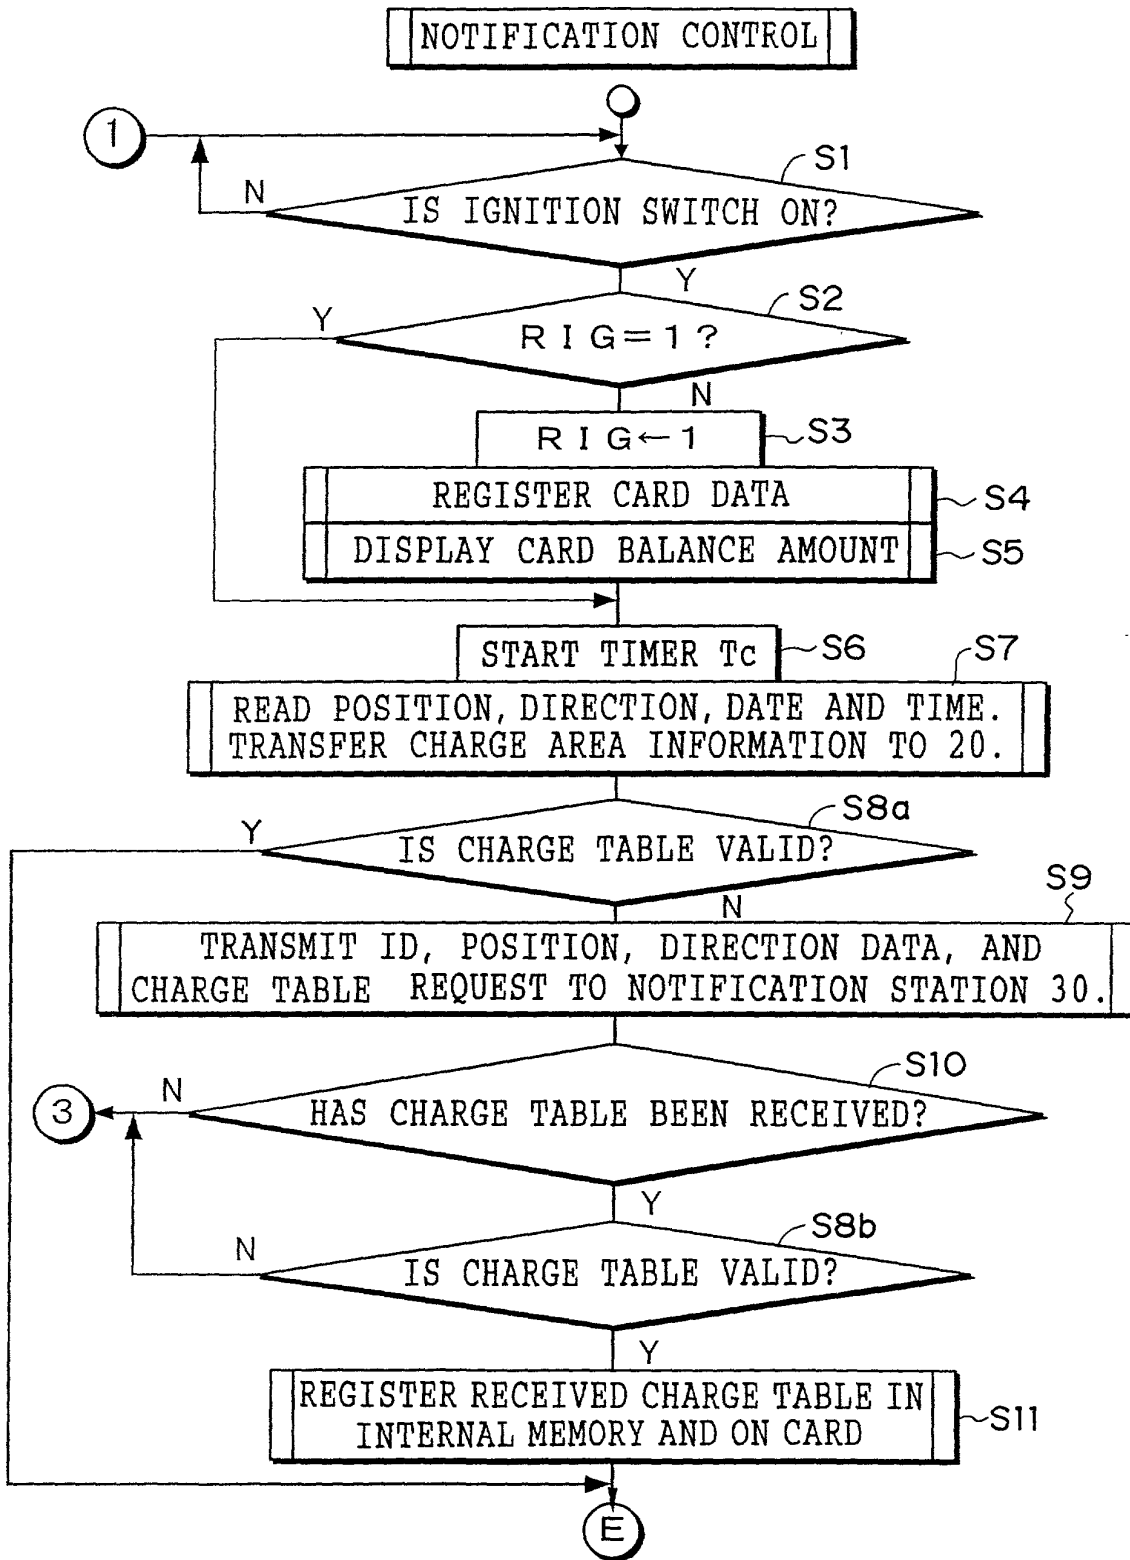 NOTIFICATION CONTROL
1
S1
N
IS IGNITION SWITCH ON?
Y
S2
Y
RIG=1?
N
RIG←1
S3
REGISTER CARD DATA
S4
DISPLAY CARD BALANCE AMOUNT
S5
START TIMER Tc
S6
S7
READ POSITION, DIRECTION, DATE AND TIME.
TRANSFER CHARGE AREA INFORMATION TO 20.
S8a
Y
IS CHARGE TABLE VALID?
N
S9
TRANSMIT ID, POSITION, DIRECTION DATA, AND
CHARGE TABLE REQUEST TO NOTIFICATION STATION 30.
S10
N
3
HAS CHARGE TABLE BEEN RECEIVED?
Y
S8b
N
IS CHARGE TABLE VALID?
Y
REGISTER RECEIVED CHARGE TABLE IN
INTERNAL MEMORY AND ON CARD
S11
E